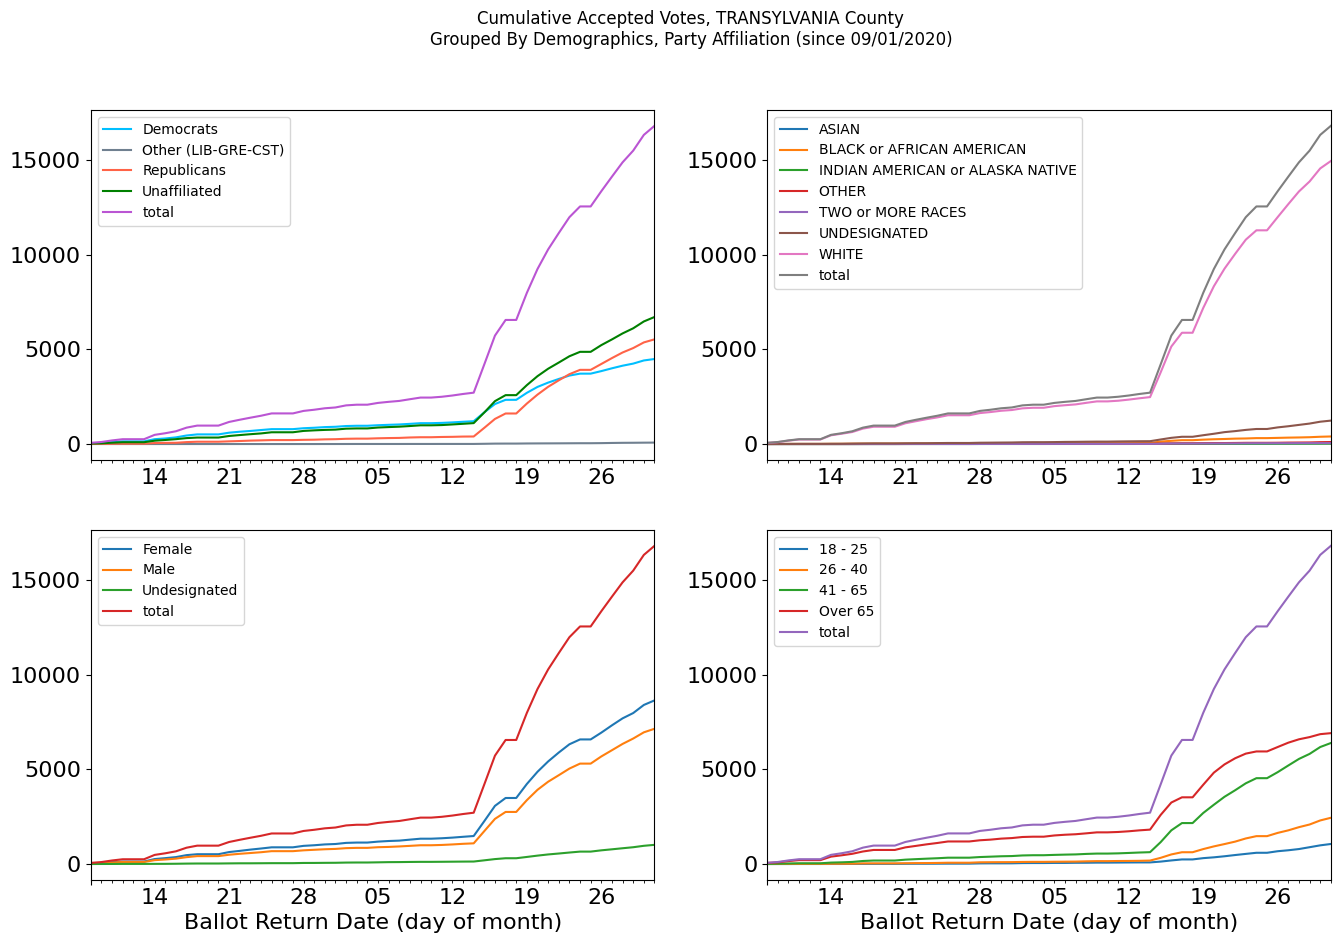 Cumulative Accepted Votes, TRANSYLVANIA County
Grouped By Demographics, Party Affiliation (since 09/01/2020)
Democrats
Other (LIB-GRE-CST)
Republicans
Unaffiliated
total
15000
10000
5000
0
14 21 28 05 12 19 26
ASIAN
BLACK or AFRICAN AMERICAN
INDIAN AMERICAN or ALASKA NATIVE
OTHER
TWO or MORE RACES
UNDESIGNATED
WHITE
total
15000
10000
5000
0
14 21 28 05 12 19 26
Female
Male
Undesignated
total
15000
10000
5000
0
14 21 28 05 12 19 26
Ballot Return Date (day of month)
18 - 25
26 - 40
41 - 65
Over 65
total
15000
10000
5000
0
14 21 28 05 12 19 26
Ballot Return Date (day of month)